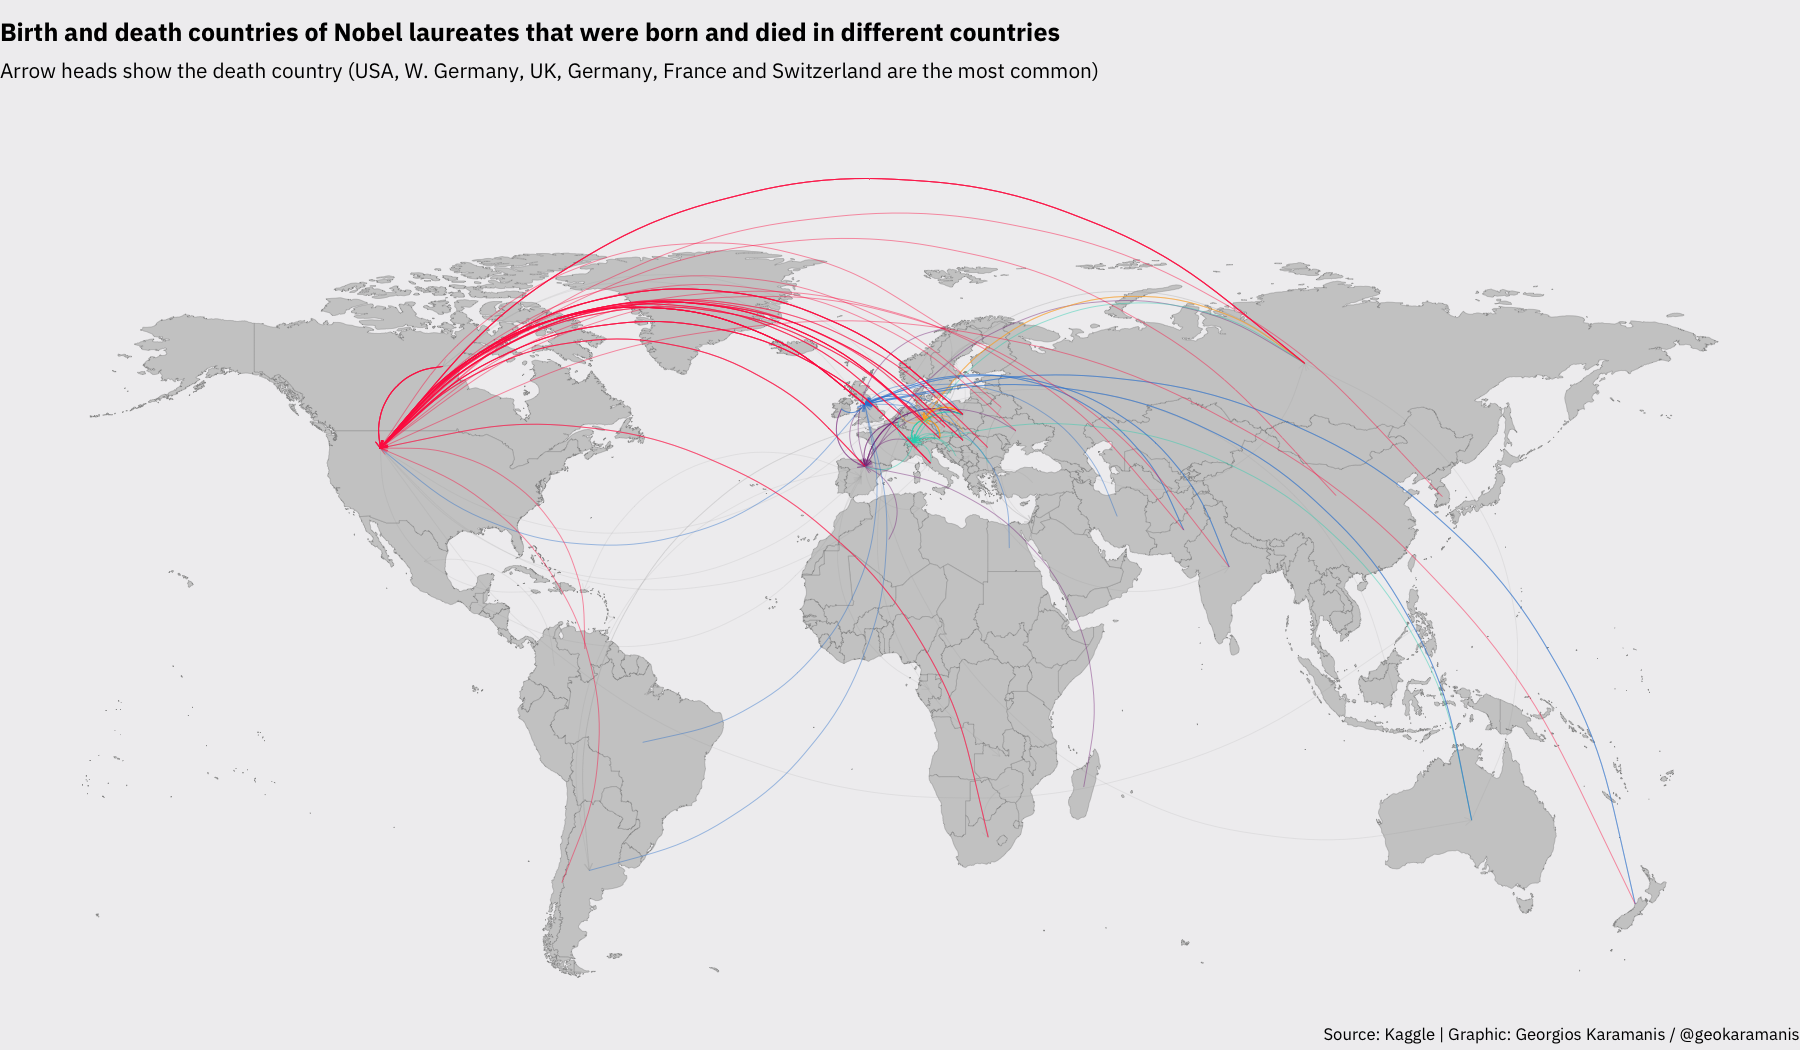 Birth and death countries of Nobel laureates that were born and died in different countries
Arrow heads show the death country (USA, W. Germany, UK, Germany, France and Switzerland are the most common)
Source: Kaggle | Graphic: Georgios Karamanis / @geokaramanis